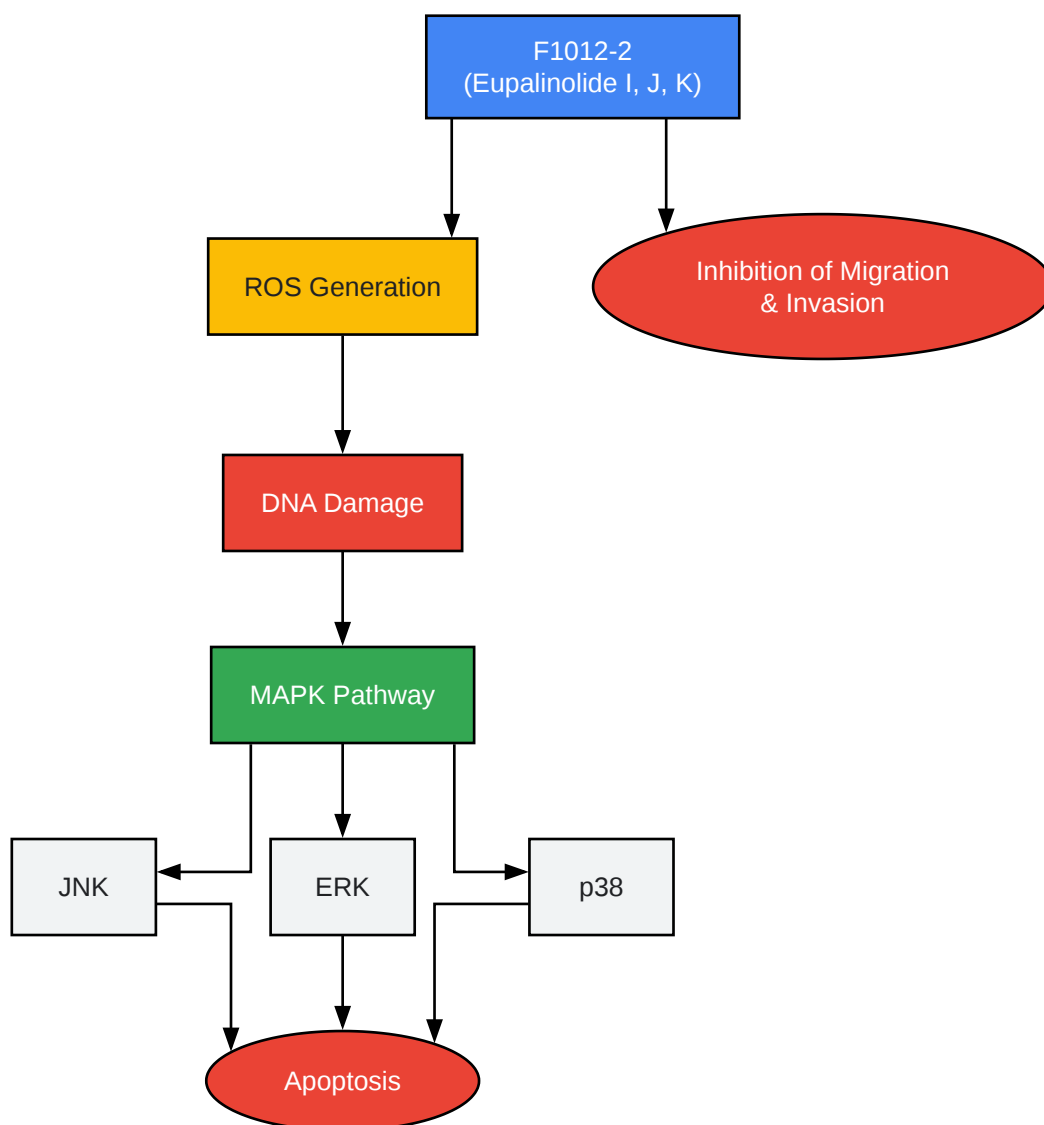 F1012-2
(Eupalinolide I, J, K)
ROS Generation
Inhibition of Migration
& Invasion
DNA Damage
MAPK Pathway
JNK
ERK
p38
Apoptosis